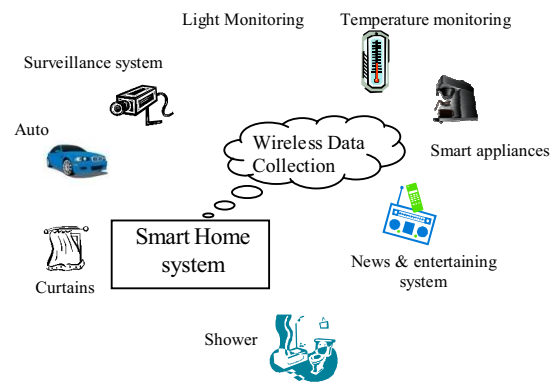 Light Monitoring
Temperature monitoring
Surveillance system
Auto
Wireless Data
Collection
Smart appliances
Smart Home
system
News & entertaining
system
Curtains
Shower